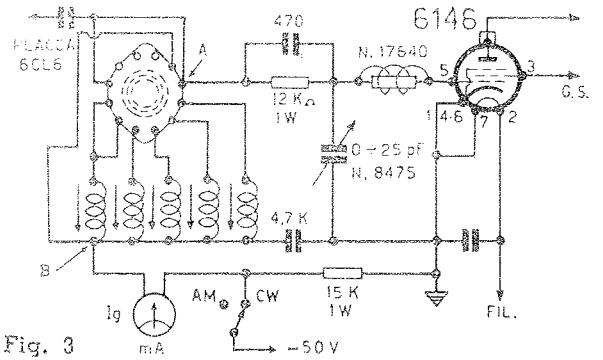 470
6146
PLACCA
6CL6
A
N. 17640
5
3
G.S.
12 KΩ
1W
1 4-6
7
2
0÷25 pF
N. 8475
4,7 K
B
Ig
mA
AM
CW
15 K
1W
-50V
FIL.
Fig. 3